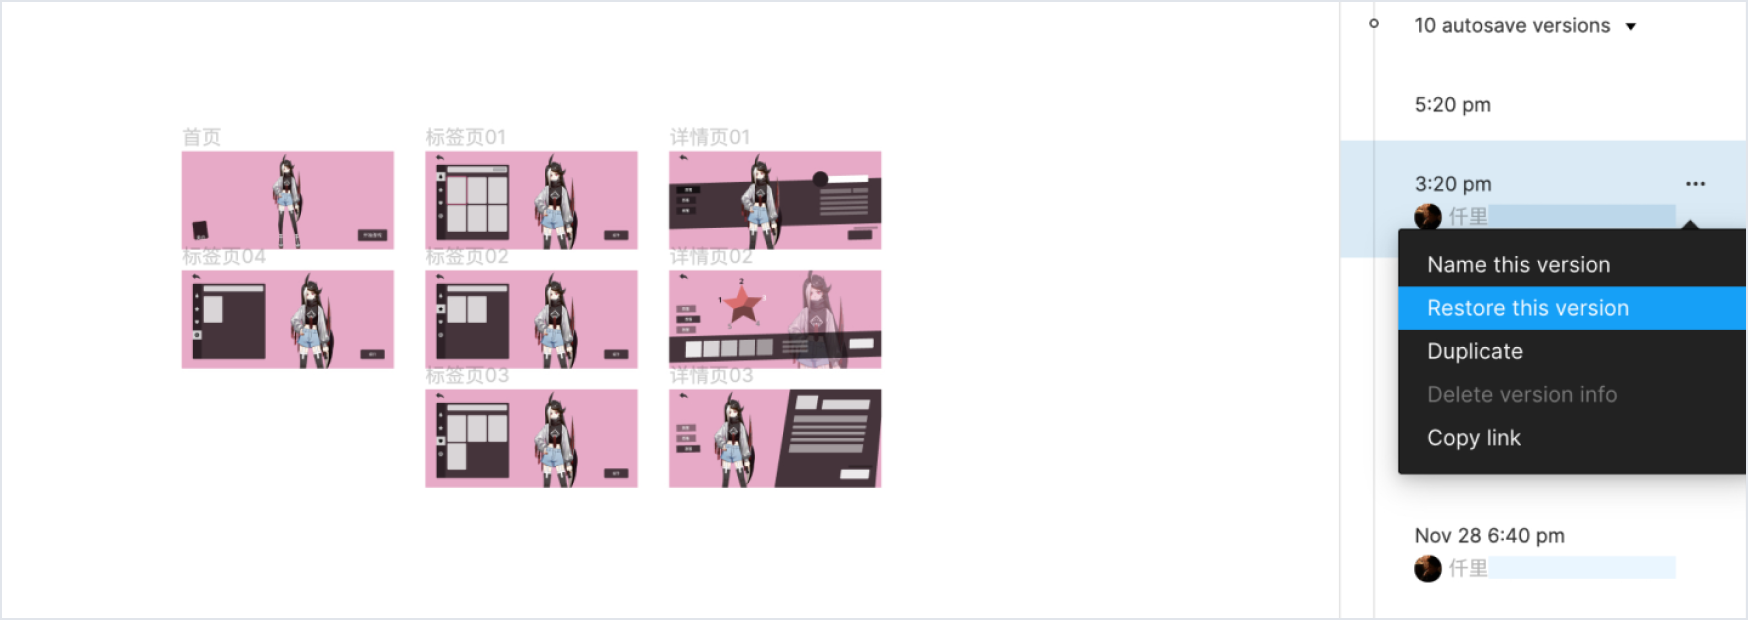 10 autosave versions
5:20 pm
3:20 pm
仟里
Name this version
Restore this version
Duplicate
Delete version info
Copy link
Nov 28 6:40 pm
仟里
首页
标签页01
详情页01
标签页04
标签页02
详情页02
1
2
标签页03
详情页03